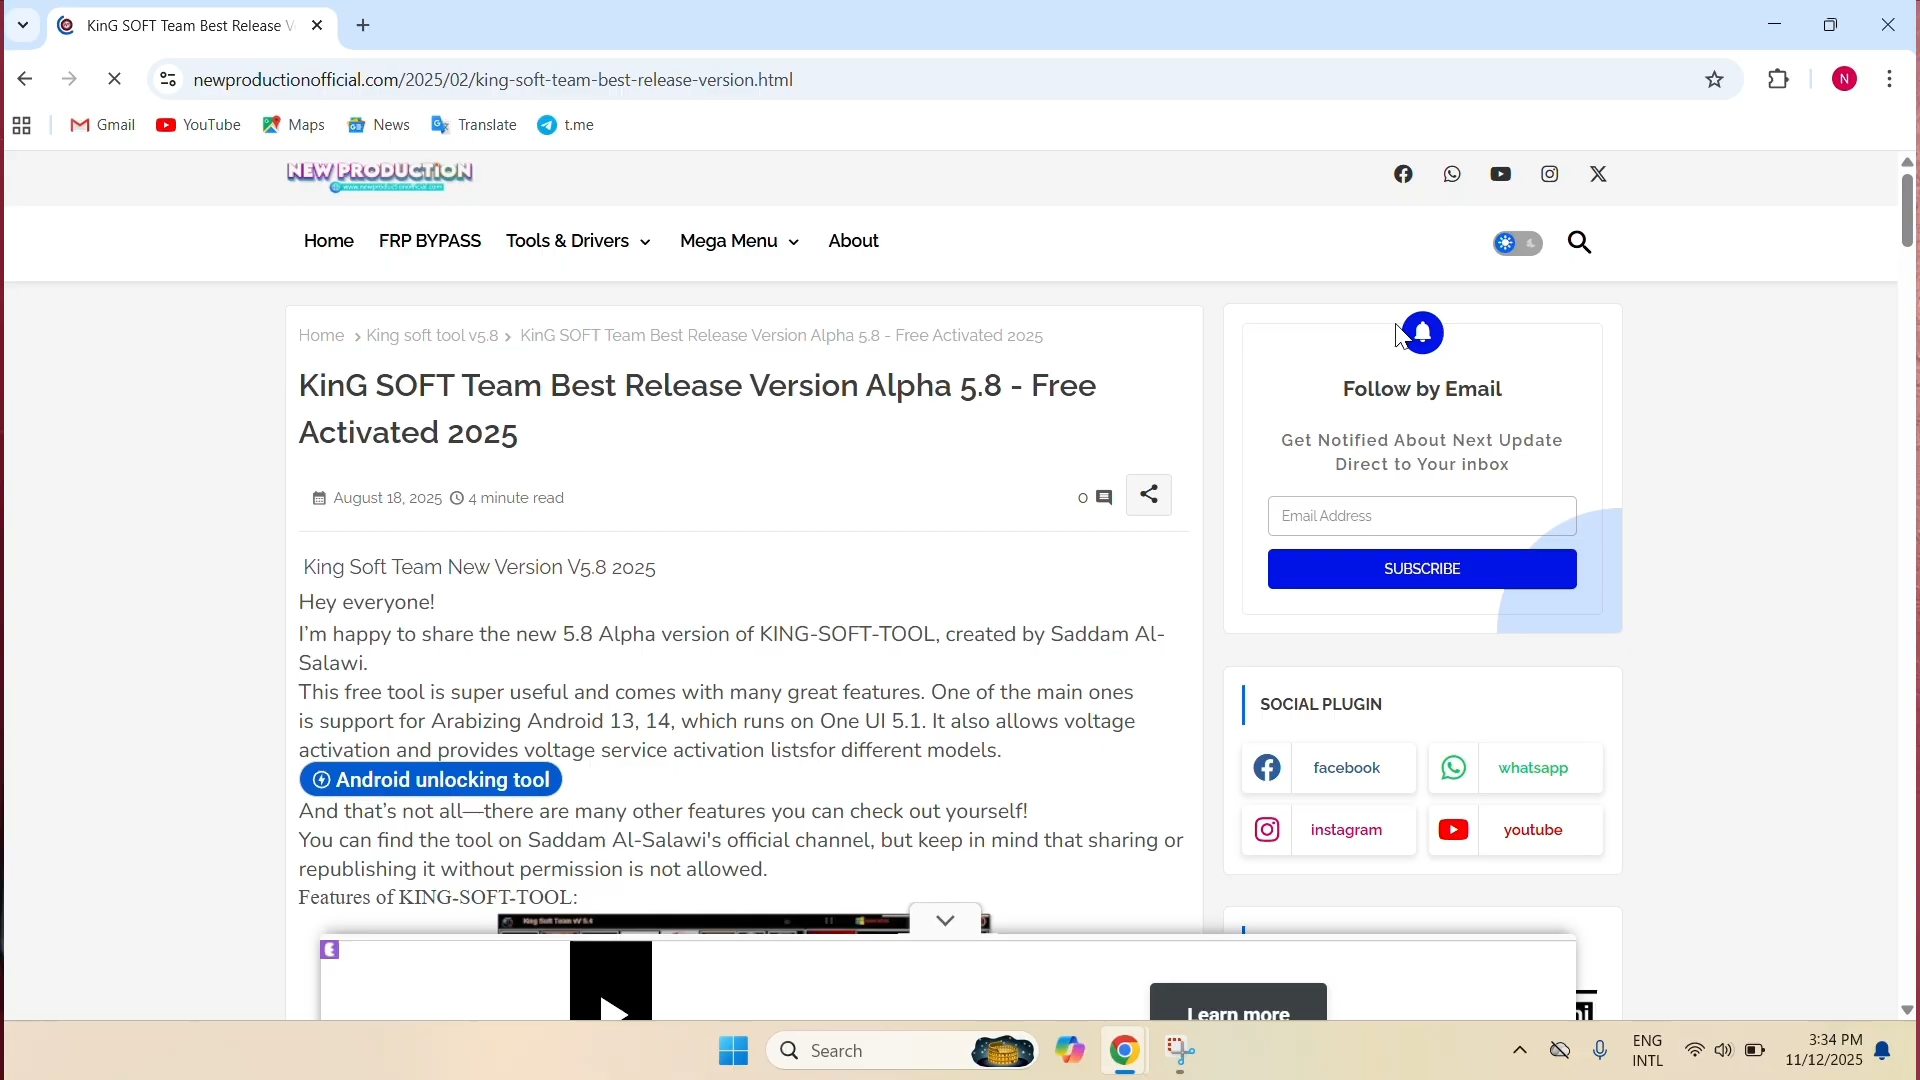 KinG SOFT Team Best Release V
newproductionofficial.com/2025/02/king-soft-team-best-release-version.html
N
Gmail
YouTube
Maps
News
Translate
t.me
NEW PRODUCTION
www.newproductionofficial.com
Home
FRP BYPASS
Tools & Drivers
Mega Menu
About
Home > King soft tool v5.8 > KinG SOFT Team Best Release Version Alpha 5.8 - Free Activated 2025
KinG SOFT Team Best Release Version Alpha 5.8 - Free
Activated 2025
August 18, 2025 4 minute read
0
King Soft Team New Version V5.8 2025
Hey everyone!
I’m happy to share the new 5.8 Alpha version of KING-SOFT-TOOL, created by Saddam Al-
Salawi.
This free tool is super useful and comes with many great features. One of the main ones
is support for Arabizing Android 13, 14, which runs on One UI 5.1. It also allows voltage
activation and provides voltage service activation listsfor different models.
Android unlocking tool
And that’s not all—there are many other features you can check out yourself!
You can find the tool on Saddam Al-Salawi's official channel, but keep in mind that sharing or
republishing it without permission is not allowed.
Features of KING-SOFT-TOOL:
King Soft Team vV 5.4
Follow by Email
Get Notified About Next Update
Direct to Your inbox
Email Address
SUBSCRIBE
SOCIAL PLUGIN
facebook
whatsapp
instagram
youtube
Learn more
Search
ENG
INTL
3:34 PM
11/12/2025